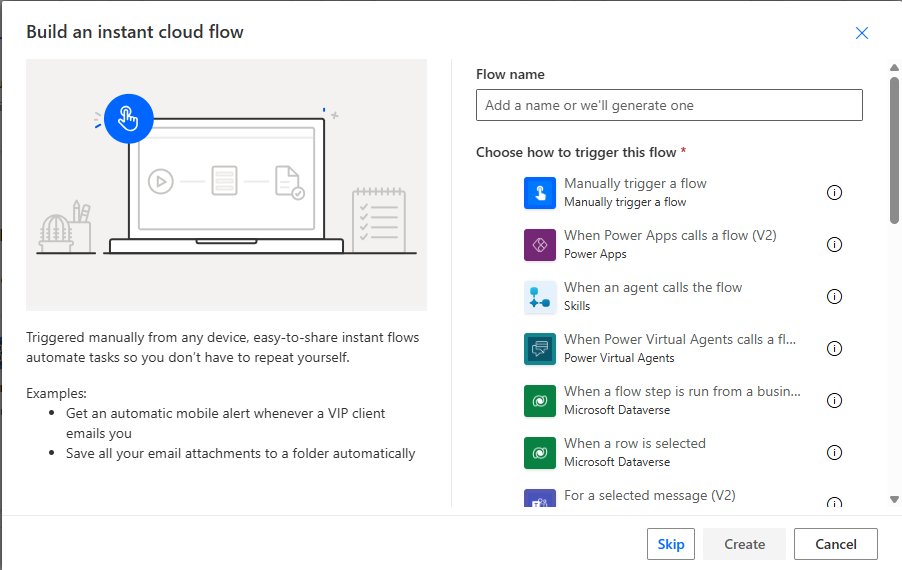 Build an instant cloud flow
Triggered manually from any device, easy-to-share instant flows
automate tasks so you don't have to repeat yourself.
Examples:
• Get an automatic mobile alert whenever a VIP client
emails you
• Save all your email attachments to a folder automatically
Flow name
Add a name or we'll generate one
Choose how to trigger this flow *
Manually trigger a flow
Manually trigger a flow
When Power Apps calls a flow (V2)
Power Apps
When an agent calls the flow
Skills
When Power Virtual Agents calls a fl...
Power Virtual Agents
When a flow step is run from a busin...
Microsoft Dataverse
When a row is selected
Microsoft Dataverse
For a selected message (V2)
Skip
Create
Cancel